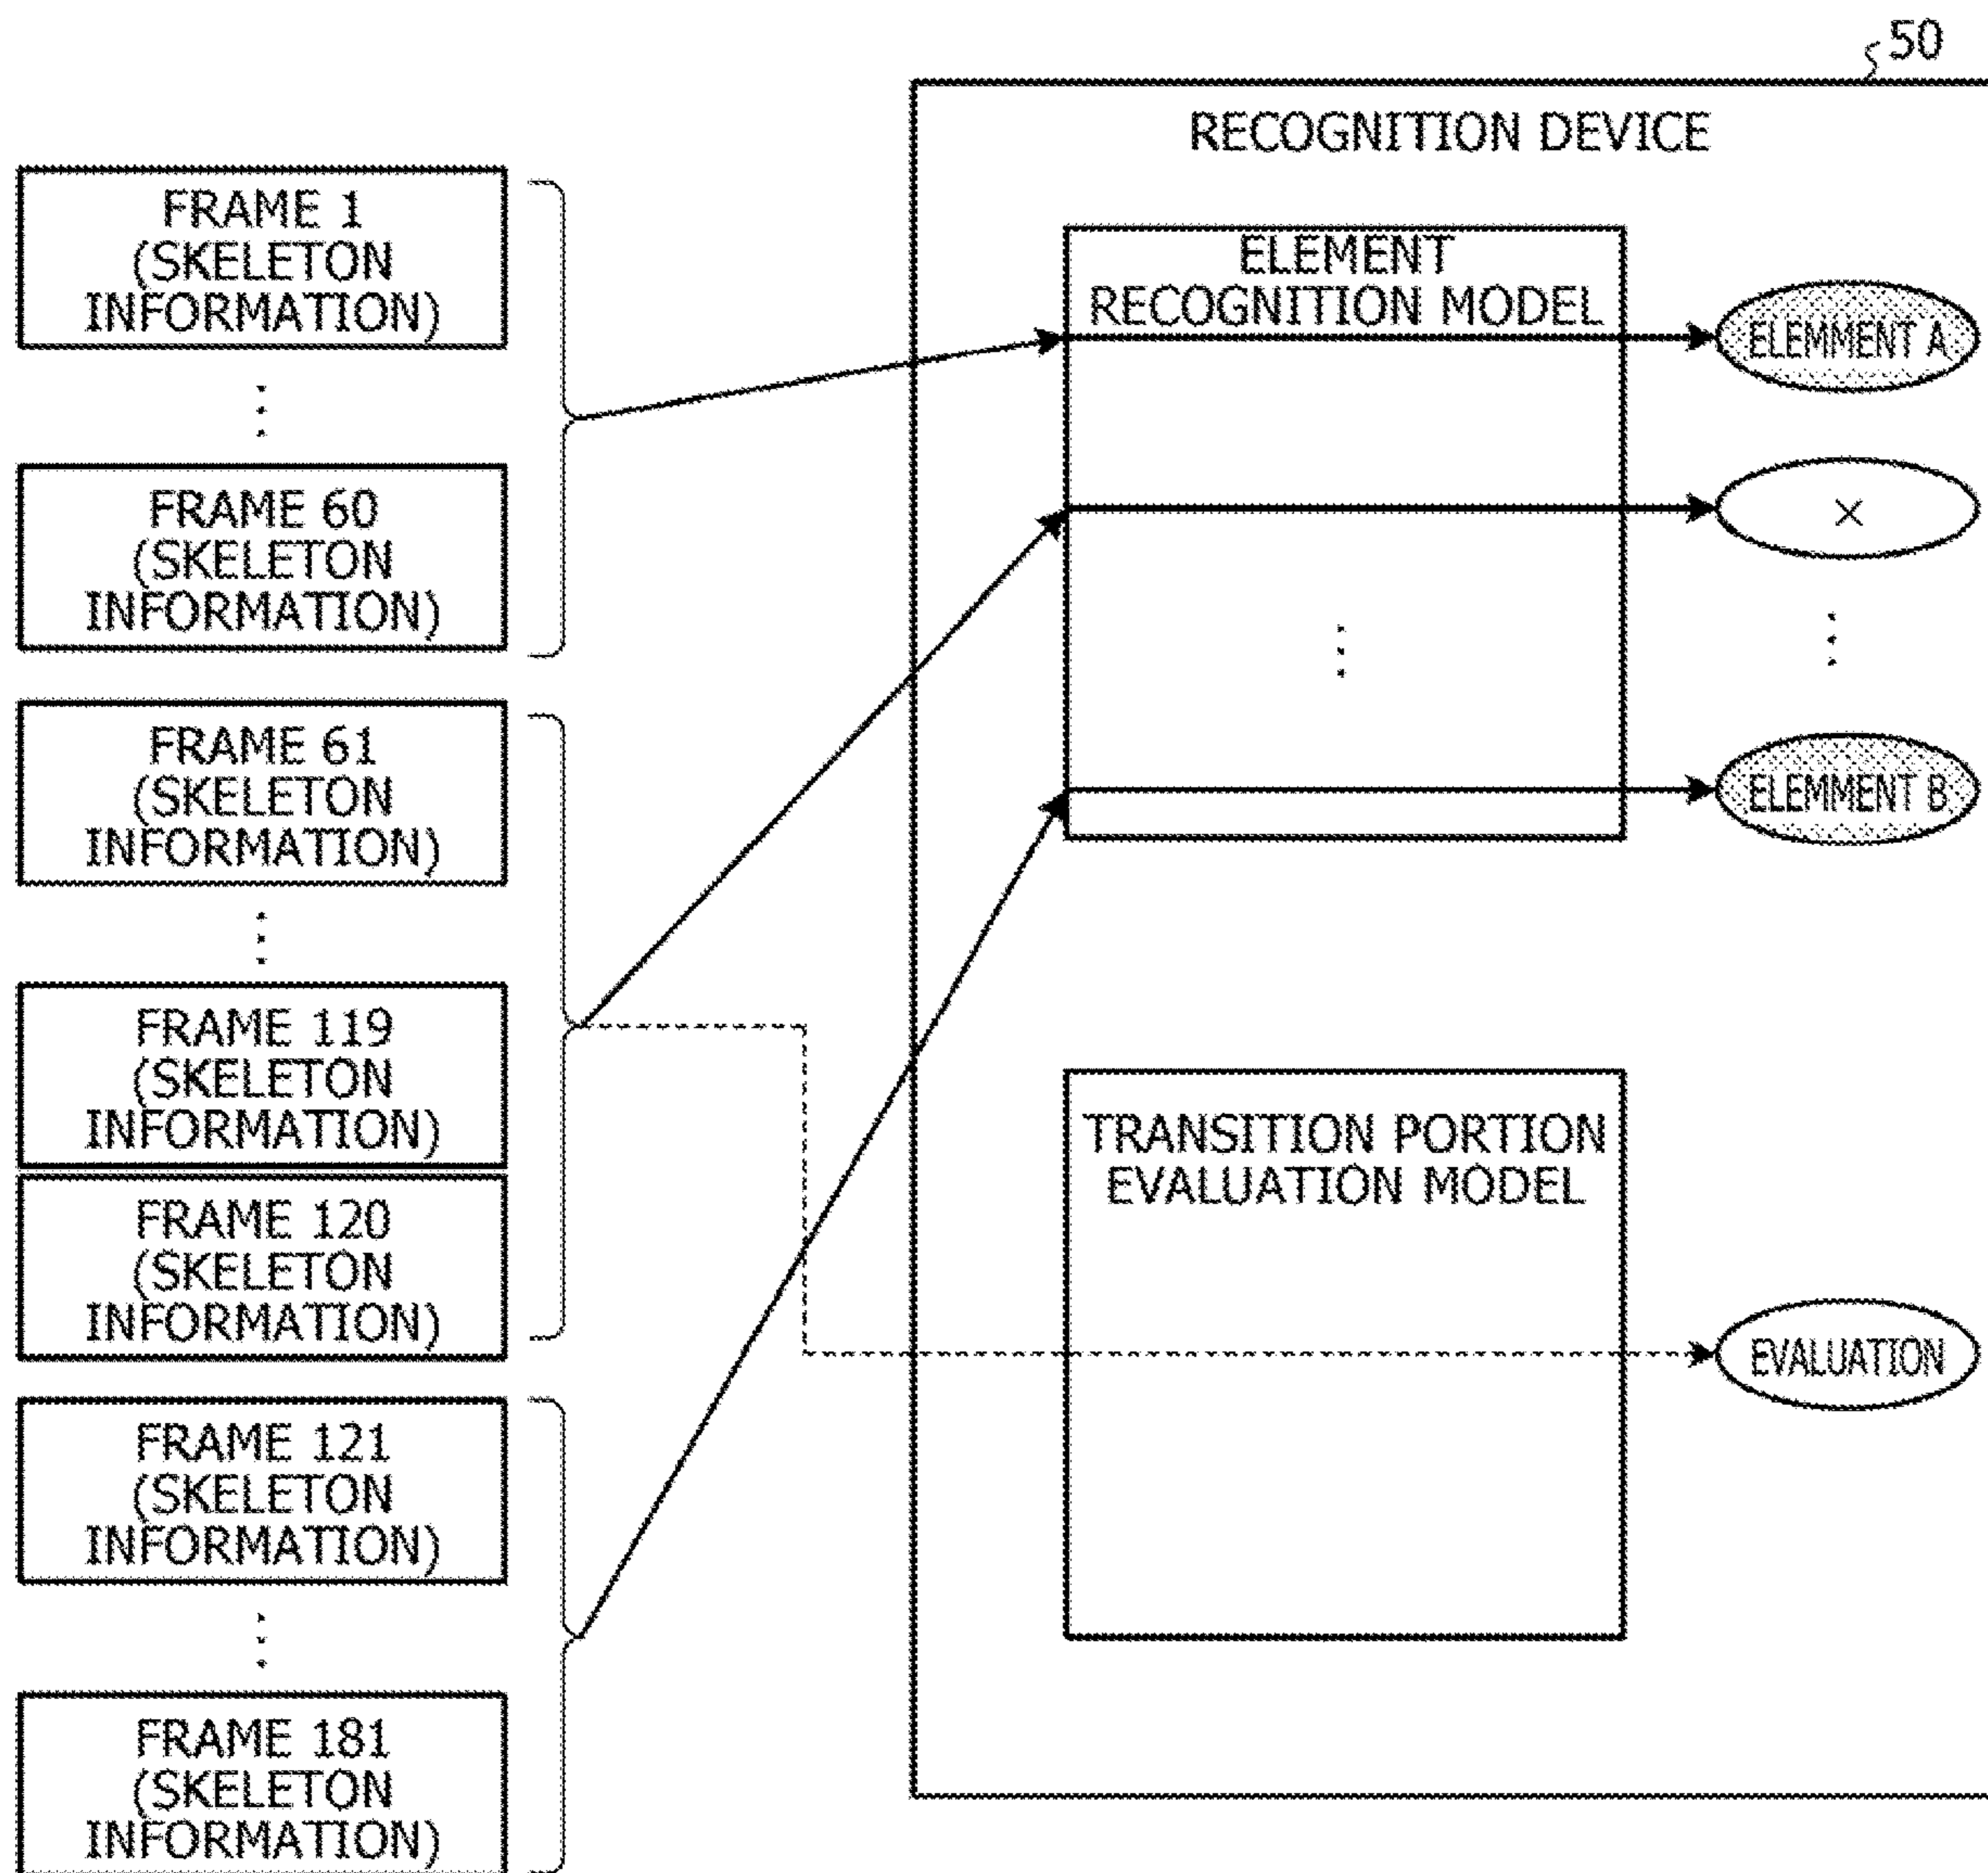 50
RECOGNITION DEVICE
FRAME 1
(SKELETON
INFORMATION)
FRAME 60
(SKELETON
INFORMATION)
FRAME 61
(SKELETON
INFORMATION)
FRAME 119
(SKELETON
INFORMATION)
FRAME 120
(SKELETON
INFORMATION)
FRAME 121
(SKELETON
INFORMATION)
FRAME 181
(SKELETON
INFORMATION)
ELEMENT
RECOGNITION MODEL
ELEMMENT A
×
ELEMMENT B
TRANSITION PORTION
EVALUATION MODEL
EVALUATION